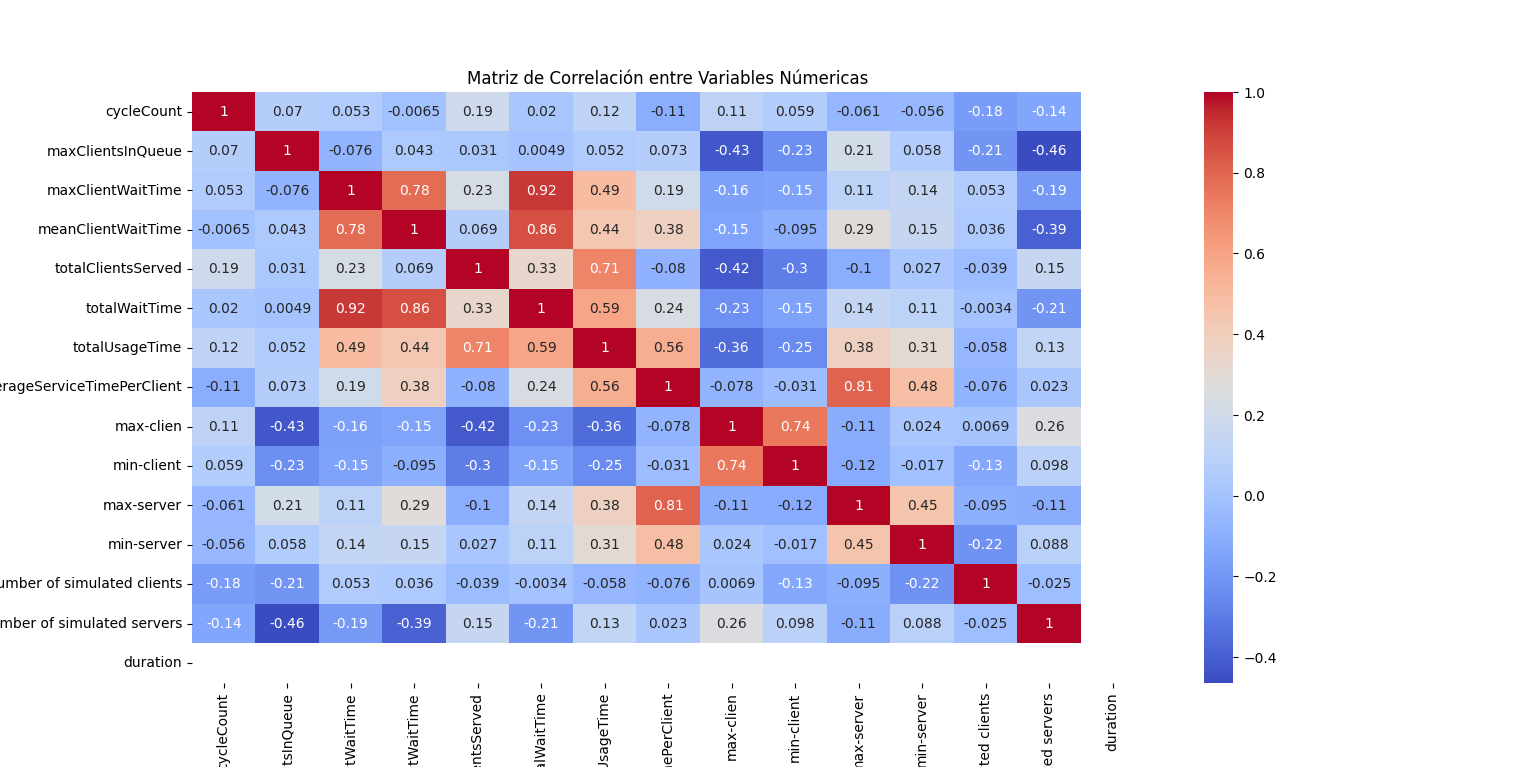 Matriz de Correlación entre Variables Númericas
cycleCount 1 0.07 0.053 -0.0065 0.19 0.02 0.12 -0.11 0.11 0.059 -0.061 -0.056 -0.18 -0.14
maxClientsInQueue 0.07 1 -0.076 0.043 0.031 0.0049 0.052 0.073 -0.43 -0.23 0.21 0.058 -0.21 -0.46
maxClientWaitTime 0.053 -0.076 1 0.78 0.23 0.92 0.49 0.19 -0.16 -0.15 0.11 0.14 0.053 -0.19
meanClientWaitTime -0.0065 0.043 0.78 1 0.069 0.86 0.44 0.38 -0.15 -0.095 0.29 0.15 0.036 -0.39
totalClientsServed 0.19 0.031 0.23 0.069 1 0.33 0.71 -0.08 -0.42 -0.3 -0.1 0.027 -0.039 0.15
totalWaitTime 0.02 0.0049 0.92 0.86 0.33 1 0.59 0.24 -0.23 -0.15 0.14 0.11 -0.0034 -0.21
totalUsageTime 0.12 0.052 0.49 0.44 0.71 0.59 1 0.56 -0.36 -0.25 0.38 0.31 -0.058 0.13
erageServiceTimePerClient -0.11 0.073 0.19 0.38 -0.08 0.24 0.56 1 -0.078 -0.031 0.81 0.48 -0.076 0.023
max-clien 0.11 -0.43 -0.16 -0.15 -0.42 -0.23 -0.36 -0.078 1 0.74 -0.11 0.024 0.0069 0.26
min-client 0.059 -0.23 -0.15 -0.095 -0.3 -0.15 -0.25 -0.031 0.74 1 -0.12 -0.017 -0.13 0.098
max-server -0.061 0.21 0.11 0.29 -0.1 0.14 0.38 0.81 -0.11 -0.12 1 0.45 -0.095 -0.11
min-server -0.056 0.058 0.14 0.15 0.027 0.11 0.31 0.48 0.024 -0.017 0.45 1 -0.22 0.088
umber of simulated clients -0.18 -0.21 0.053 0.036 -0.039 -0.0034 -0.058 -0.076 0.0069 -0.13 -0.095 -0.22 1 -0.025
mber of simulated servers -0.14 -0.46 -0.19 -0.39 0.15 -0.21 0.13 0.023 0.26 0.098 -0.11 0.088 -0.025 1
duration
cycleCount
tsInQueue
tWaitTime
tWaitTime
entsServed
alWaitTime
UsageTime
nePerClient
max-clien
min-client
max-server
min-server
ted clients
ed servers
duration
1.0
0.8
0.6
0.4
0.2
0.0
−0.2
−0.4